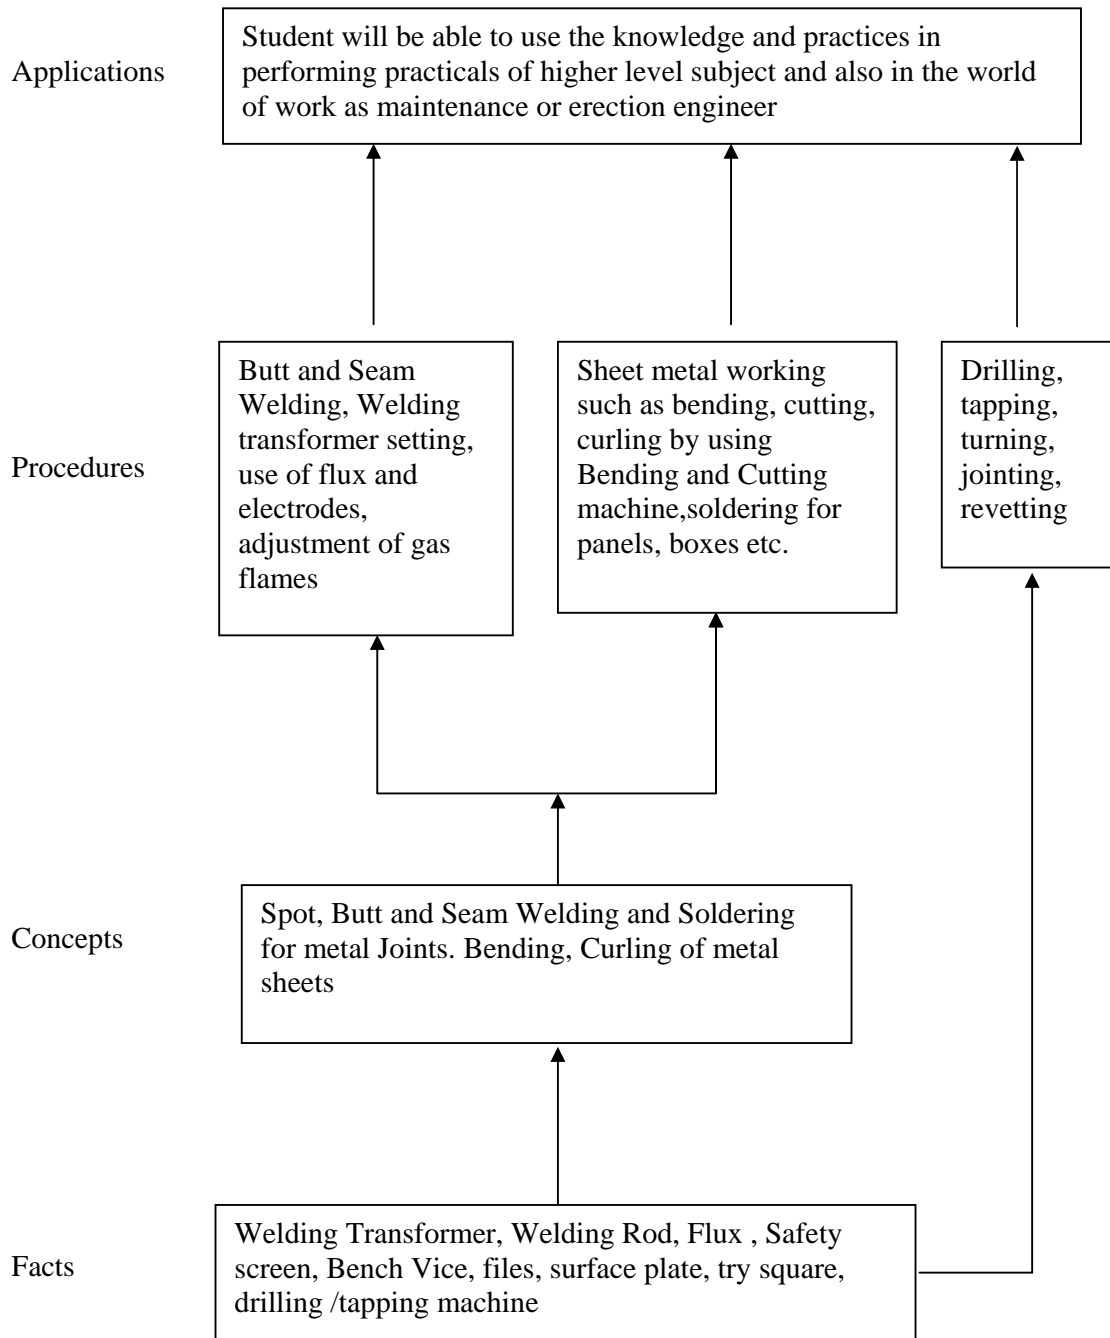 Applications
Student will be able to use the knowledge and practices in
performing practicals of higher level subject and also in the world
of work as maintenance or erection engineer
Procedures
Butt and Seam
Welding, Welding
transformer setting,
use of flux and
electrodes,
adjustment of gas
flames
Sheet metal working
such as bending, cutting,
curling by using
Bending and Cutting
machine,soldering for
panels, boxes etc.
Drilling,
tapping,
turning,
jointing,
revetting
Concepts
Spot, Butt and Seam Welding and Soldering
for metal Joints. Bending, Curling of metal
sheets
Facts
Welding Transformer, Welding Rod, Flux , Safety
screen, Bench Vice, files, surface plate, try square,
drilling /tapping machine